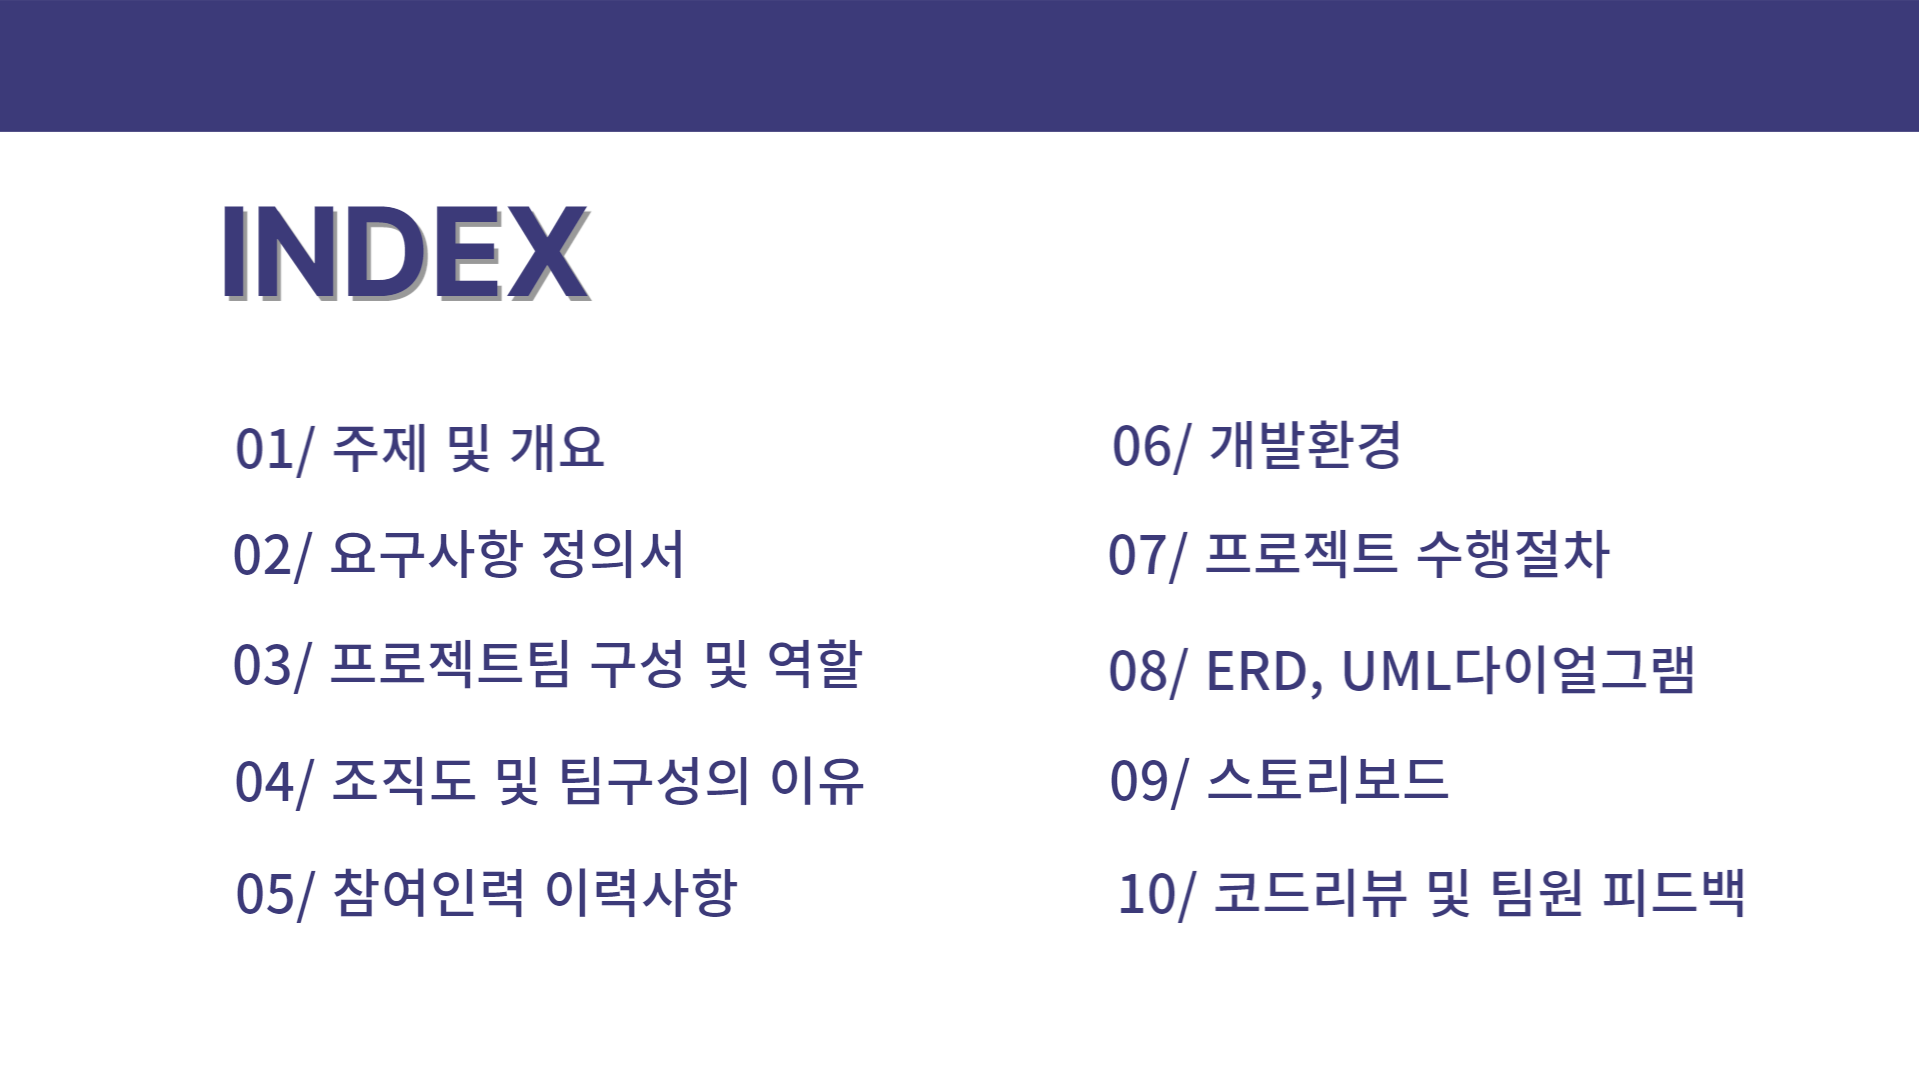 INDEX
01/ 주제 및 개요
02/ 요구사항 정의서
03/ 프로젝트팀 구성 및 역할
04/ 조직도 및 팀구성의 이유
05/ 참여인력 이력사항
06/ 개발환경
07/ 프로젝트 수행절차
08/ ERD, UML다이얼그램
09/ 스토리보드
10/ 코드리뷰 및 팀원 피드백